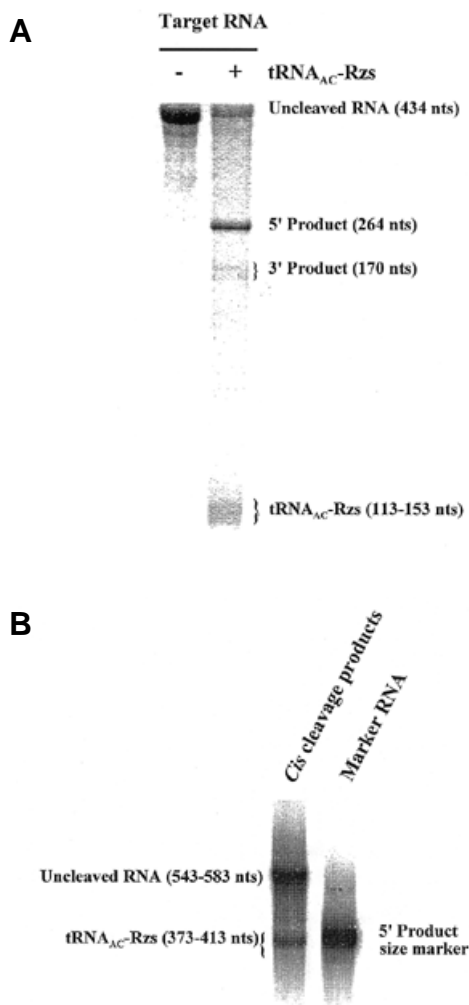 A
Target RNA
- + tRNAAC-Rzs
Uncleaved RNA (434 nts)
5' Product (264 nts)
3' Product (170 nts)
tRNAAC-Rzs (113-153 nts)
B
Cis cleavage products
Marker RNA
Uncleaved RNA (543-583 nts)
tRNAAC-Rzs (373-413 nts)
5' Product
size marker